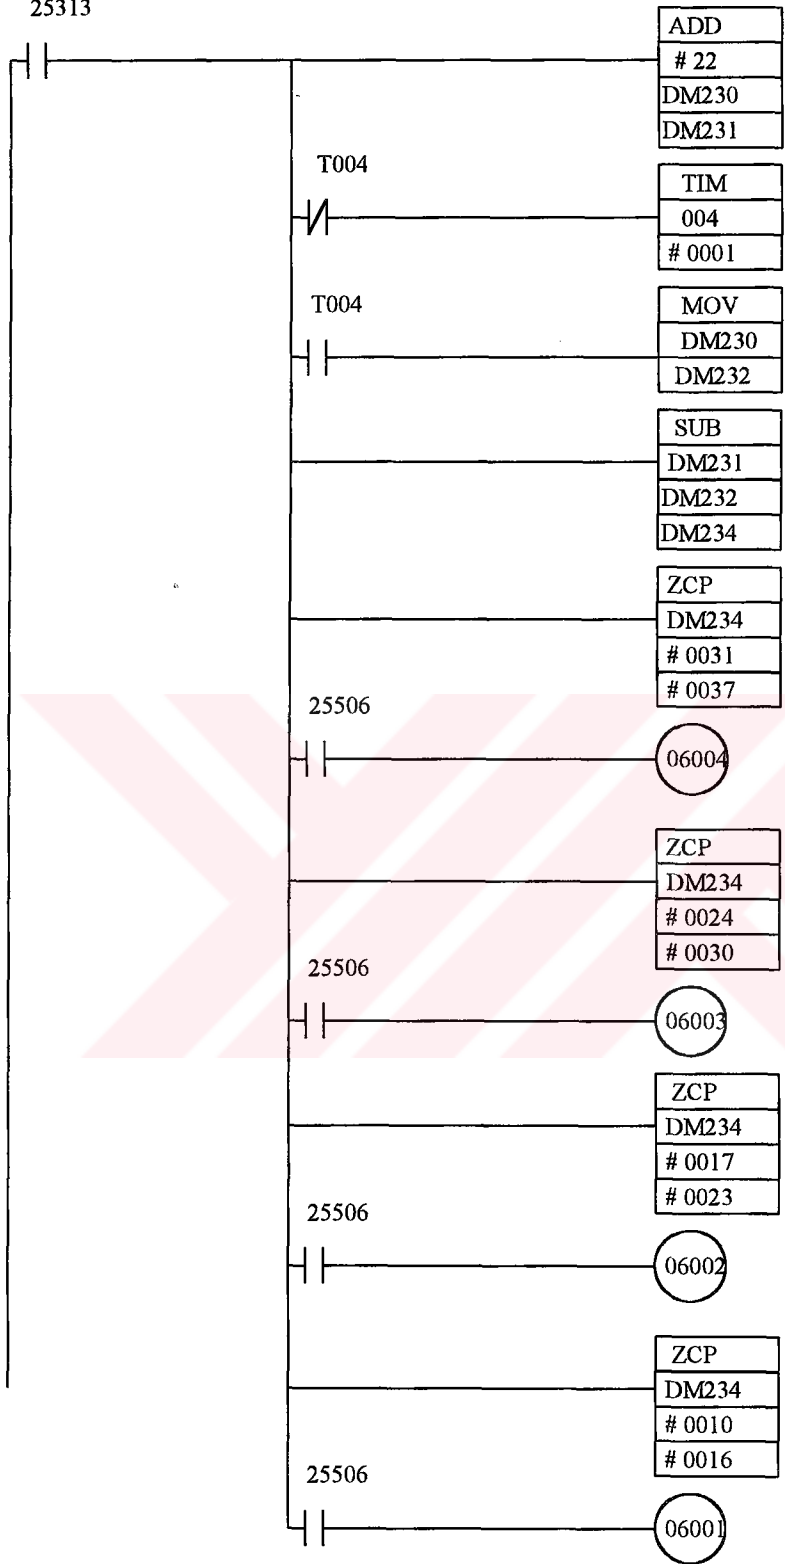 25313
ADD
# 22
DM230
DM231
T004
TIM
004
# 0001
T004
MOV
DM230
DM232
SUB
DM231
DM232
DM234
ZCP
DM234
# 0031
# 0037
25506
06004
ZCP
DM234
# 0024
# 0030
25506
06003
ZCP
DM234
# 0017
# 0023
25506
06002
ZCP
DM234
# 0010
# 0016
25506
06001